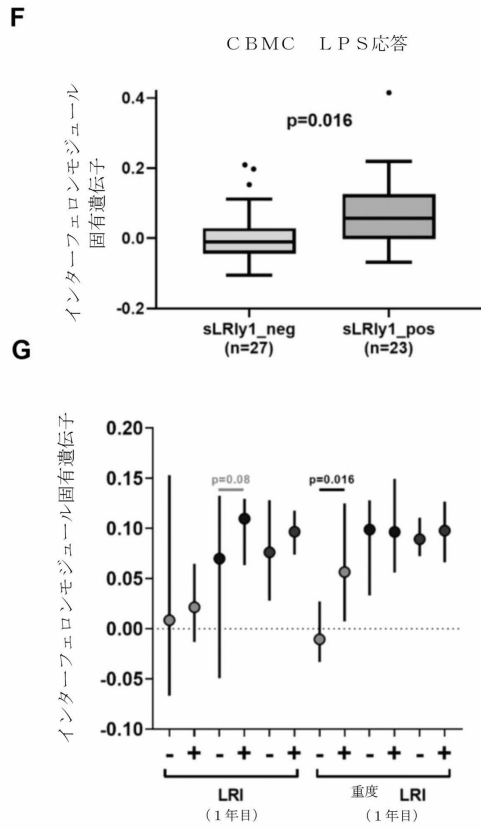 F
ＣＢＭＣ　ＬＰＳ応答
インターフェロンモジュール
固有遺伝子
0.4
p=0.016
0.2
0.0
-0.2
sLRIy1_neg
(n=27)
sLRIy1_pos
(n=23)
G
インターフェロンモジュール固有遺伝子
0.20
0.15
p=0.08
p=0.016
0.10
0.05
0.00
-0.05
-0.10
- + - + - + - + - + - +
LRI
重度 LRI
（１年目）
（１年目）